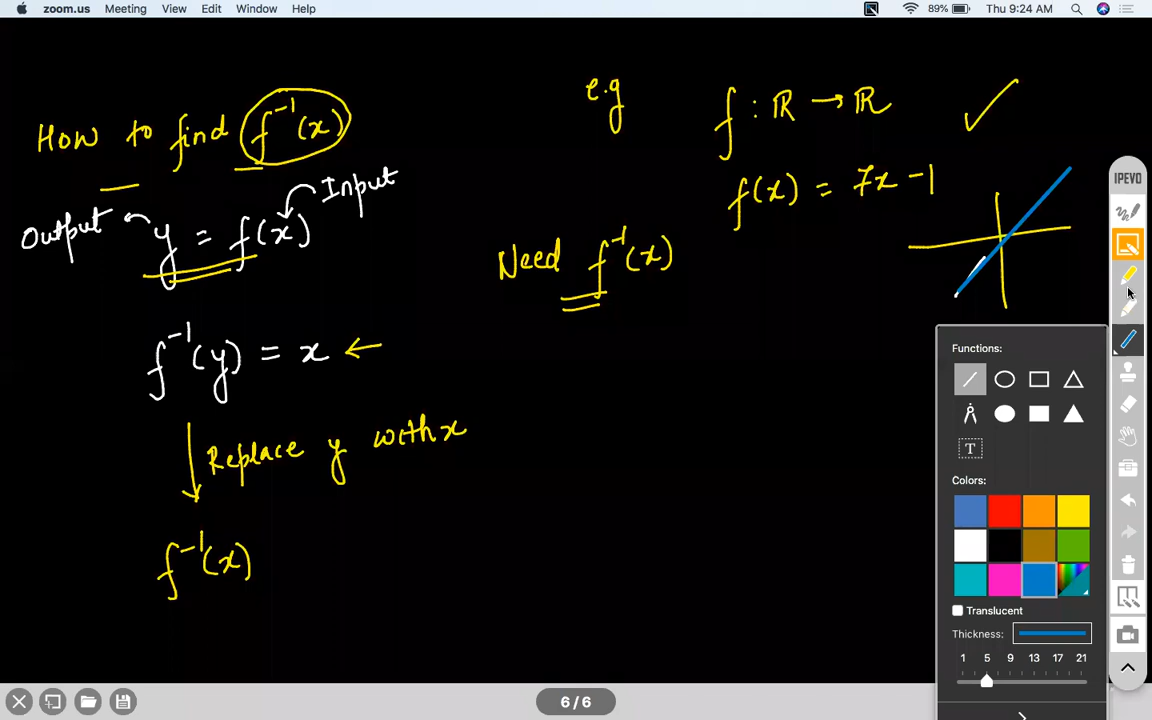 zoom.us Meeting View Edit Window Help 89% Thu 9:24 AM
How to find f⁻¹(x)
Output y = f(x) Input
f⁻¹(y) = x ←
↓ Replace y with x
f⁻¹(x)
e.g f : ℝ → ℝ ✓
f(x) = 7x - 1
Need f⁻¹(x)
IPEVO
Functions:
T
Colors:
Translucent
Thickness:
1 5 9 13 17 21
6 / 6